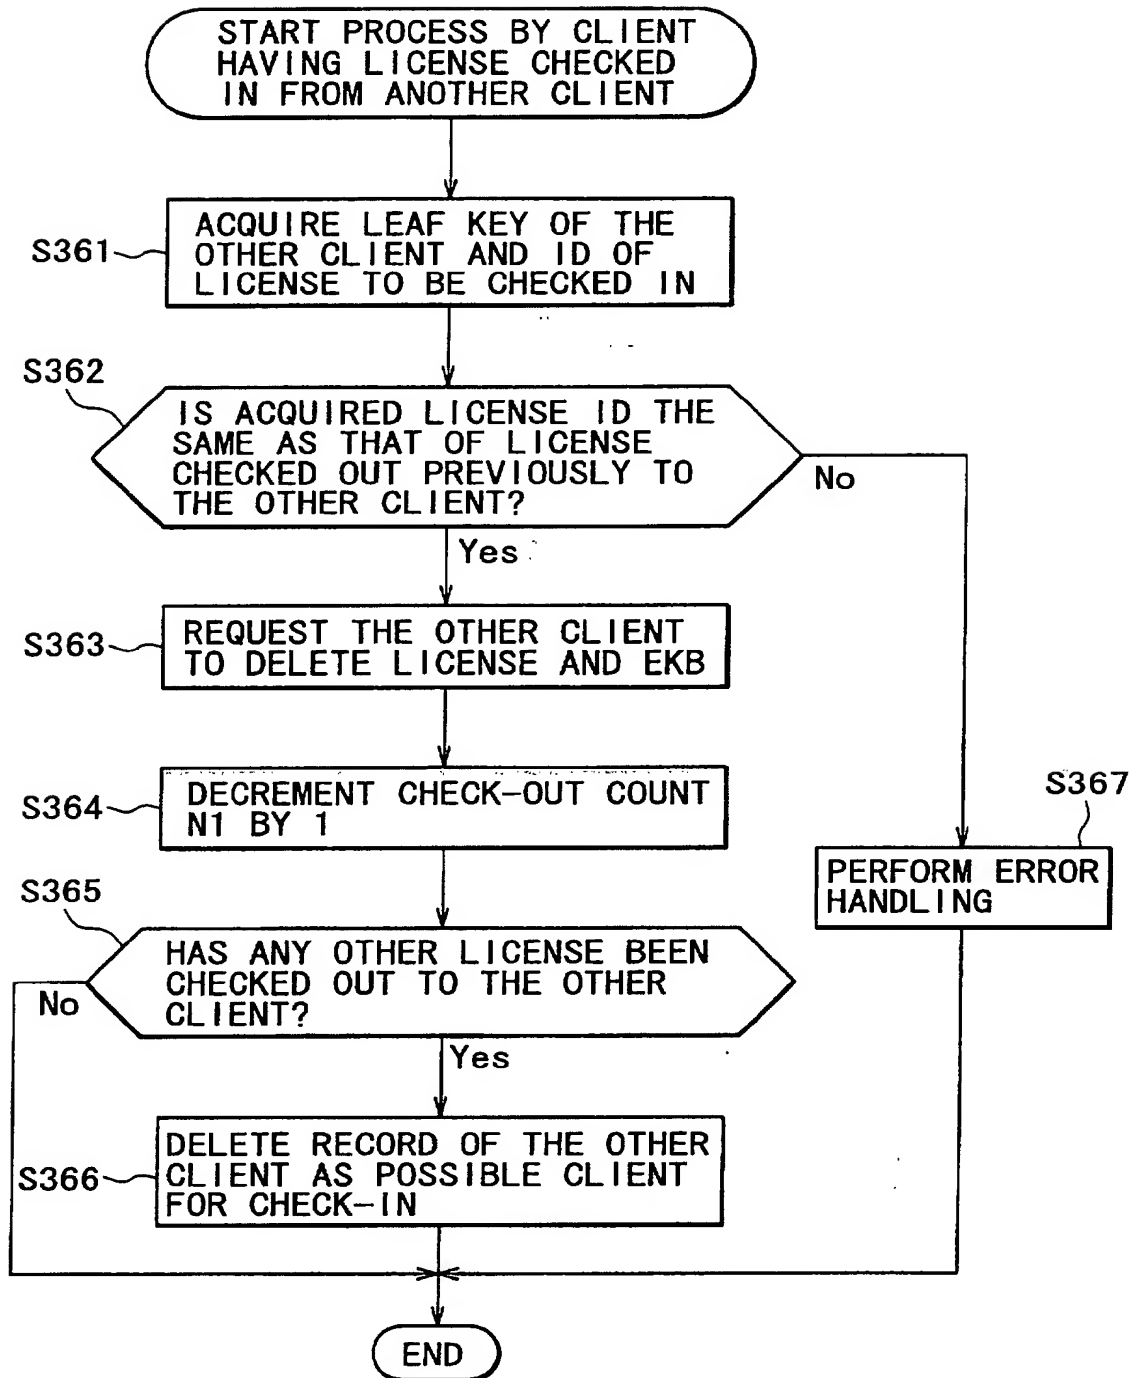 START PROCESS BY CLIENT
HAVING LICENSE CHECKED
IN FROM ANOTHER CLIENT
S361
ACQUIRE LEAF KEY OF THE
OTHER CLIENT AND ID OF
LICENSE TO BE CHECKED IN
S362
IS ACQUIRED LICENSE ID THE
SAME AS THAT OF LICENSE
CHECKED OUT PREVIOUSLY TO
THE OTHER CLIENT?
No
Yes
S363
REQUEST THE OTHER CLIENT
TO DELETE LICENSE AND EKB
S364
DECREMENT CHECK-OUT COUNT
N1 BY 1
S367
PERFORM ERROR
HANDLING
S365
HAS ANY OTHER LICENSE BEEN
CHECKED OUT TO THE OTHER
CLIENT?
No
Yes
S366
DELETE RECORD OF THE OTHER
CLIENT AS POSSIBLE CLIENT
FOR CHECK-IN
END